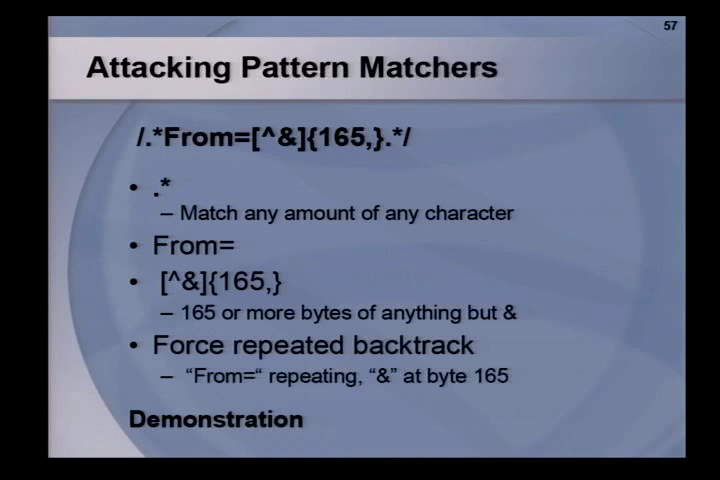 57
Attacking Pattern Matchers
/.*From=[^&]{165,}.*/
• .*
– Match any amount of any character
• From=
• [^&]{165,}
– 165 or more bytes of anything but &
• Force repeated backtrack
– “From=“ repeating, “&” at byte 165
Demonstration